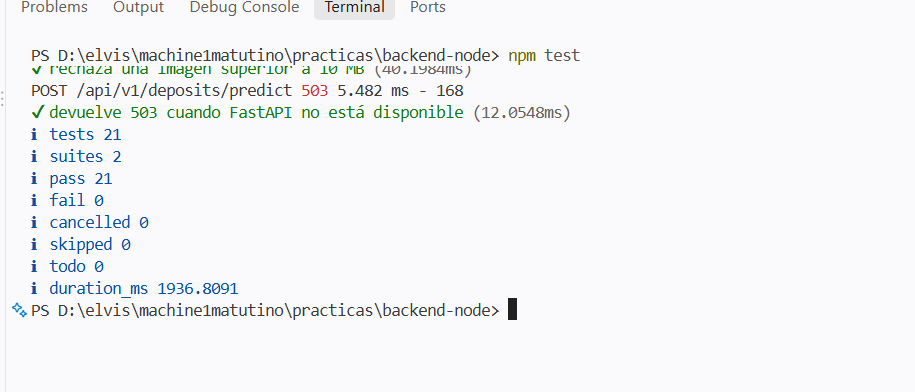 Problems Output Debug Console Terminal Ports
PS D:\elvis\machine1matutino\practicas\backend-node> npm test
✓ rechaza una imagen superior a 10 MB (40.1984ms)
POST /api/v1/deposits/predict 503 5.482 ms - 168
✓ devuelve 503 cuando FastAPI no está disponible (12.0548ms)
ℹ tests 21
ℹ suites 2
ℹ pass 21
ℹ fail 0
ℹ cancelled 0
ℹ skipped 0
ℹ todo 0
ℹ duration_ms 1936.8091
PS D:\elvis\machine1matutino\practicas\backend-node>